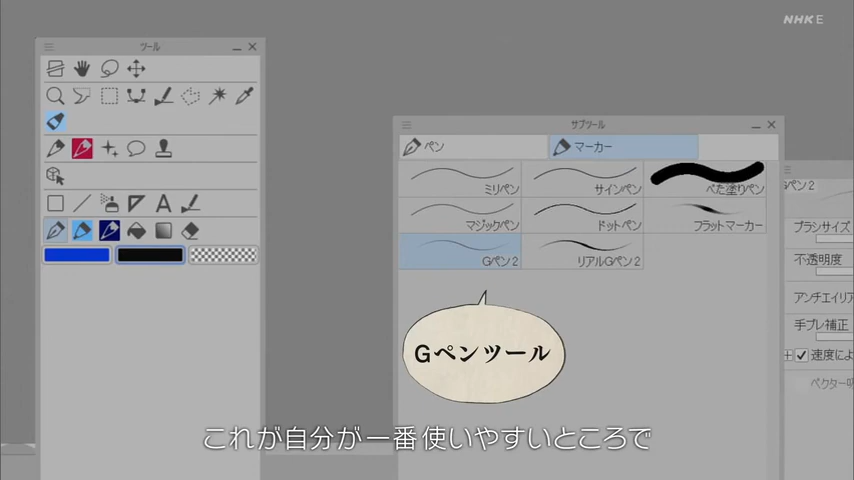 NHK E
ツール
サブツール
ペン
マーカー
ミリペン
サインペン
べた塗りペン
マジックペン
ドットペン
フラットマーカー
Gペン2
リアルGペン2
Gペン2
ブラシサイズ
不透明度
アンチエイリア
手ブレ補正
速度によ
ベクター吸
Gペンツール
これが自分が一番使いやすいところで